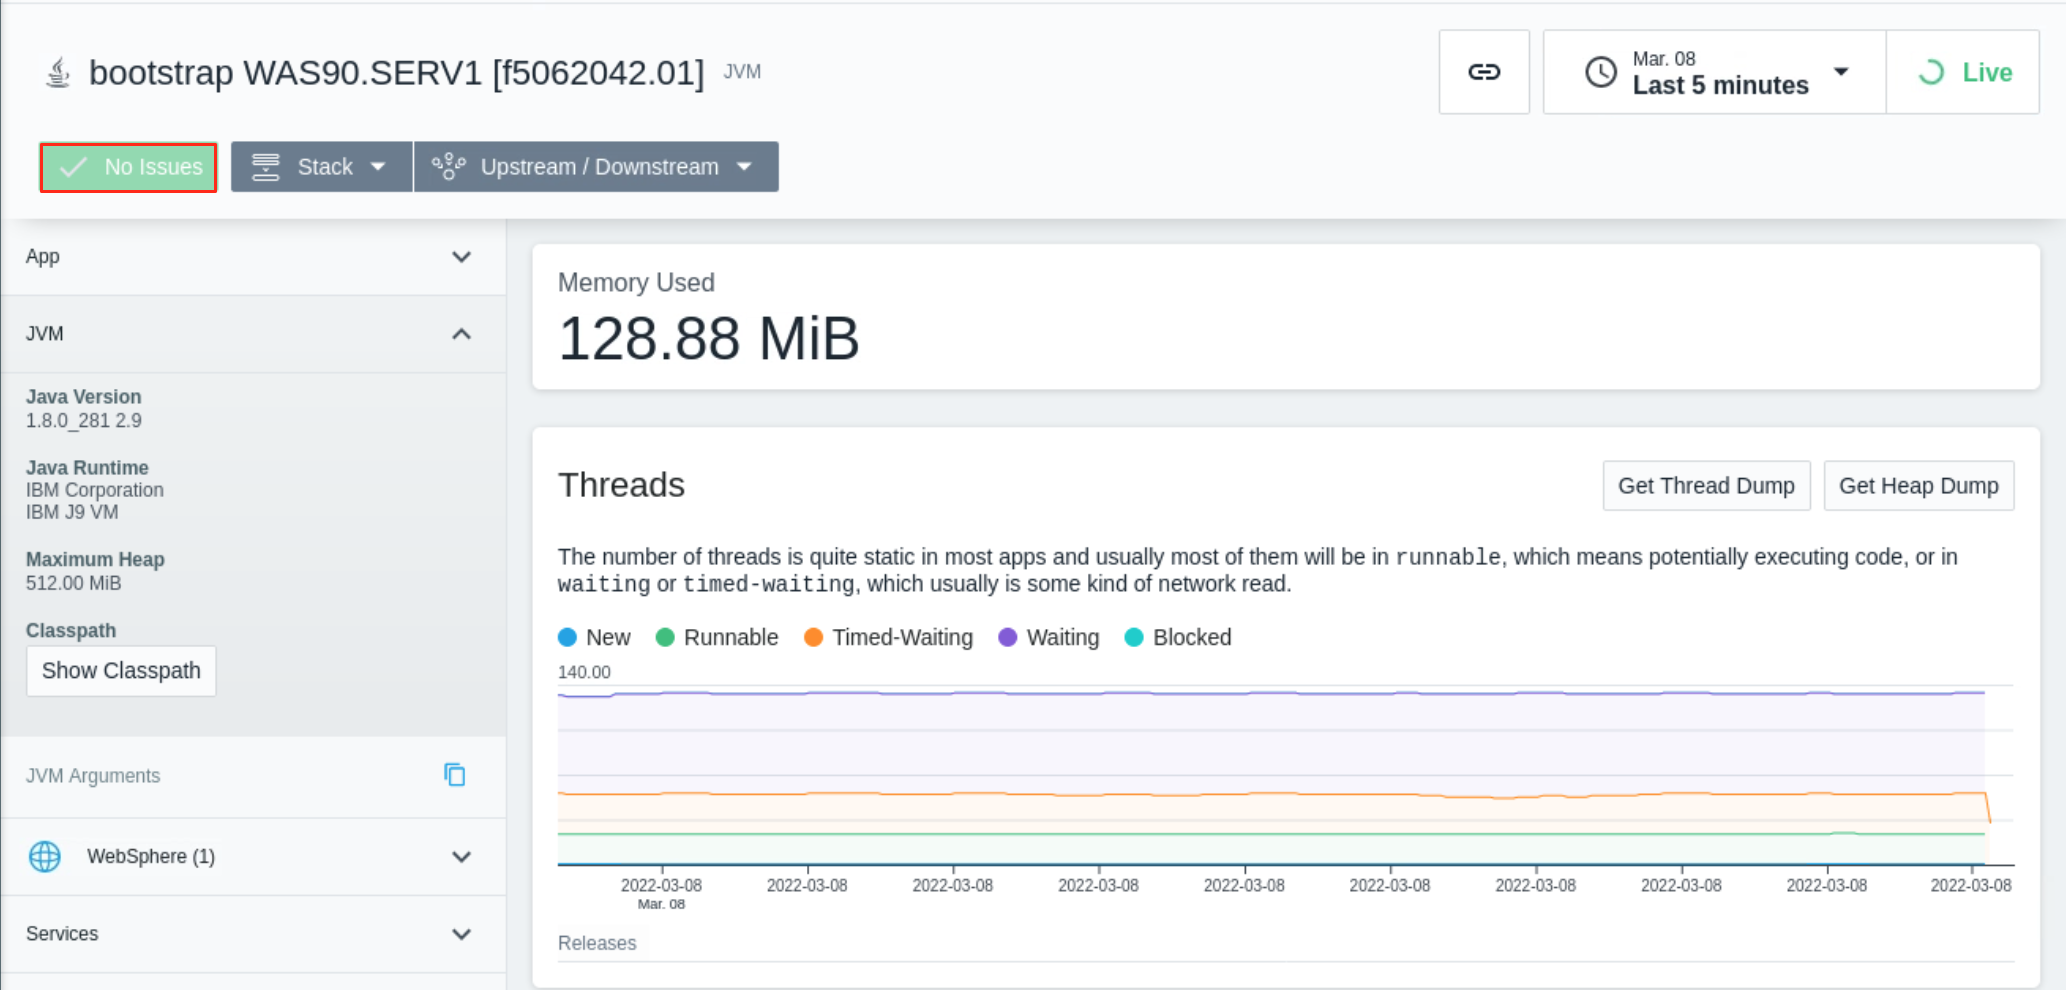 bootstrap WAS90.SERV1 [f5062042.01] JVM
Mar. 08
Last 5 minutes
Live
No Issues
Stack
Upstream / Downstream
App
JVM
Java Version
1.8.0_281 2.9
Java Runtime
IBM Corporation
IBM J9 VM
Maximum Heap
512.00 MiB
Classpath
Show Classpath
JVM Arguments
WebSphere (1)
Services
Memory Used
128.88 MiB
Threads
Get Thread Dump
Get Heap Dump
The number of threads is quite static in most apps and usually most of them will be in runnable, which means potentially executing code, or in
waiting or timed-waiting, which usually is some kind of network read.
New Runnable Timed-Waiting Waiting Blocked
140.00
2022-03-08 2022-03-08 2022-03-08 2022-03-08 2022-03-08 2022-03-08 2022-03-08 2022-03-08 2022-03-08 2022-03-08
Mar. 08
Releases